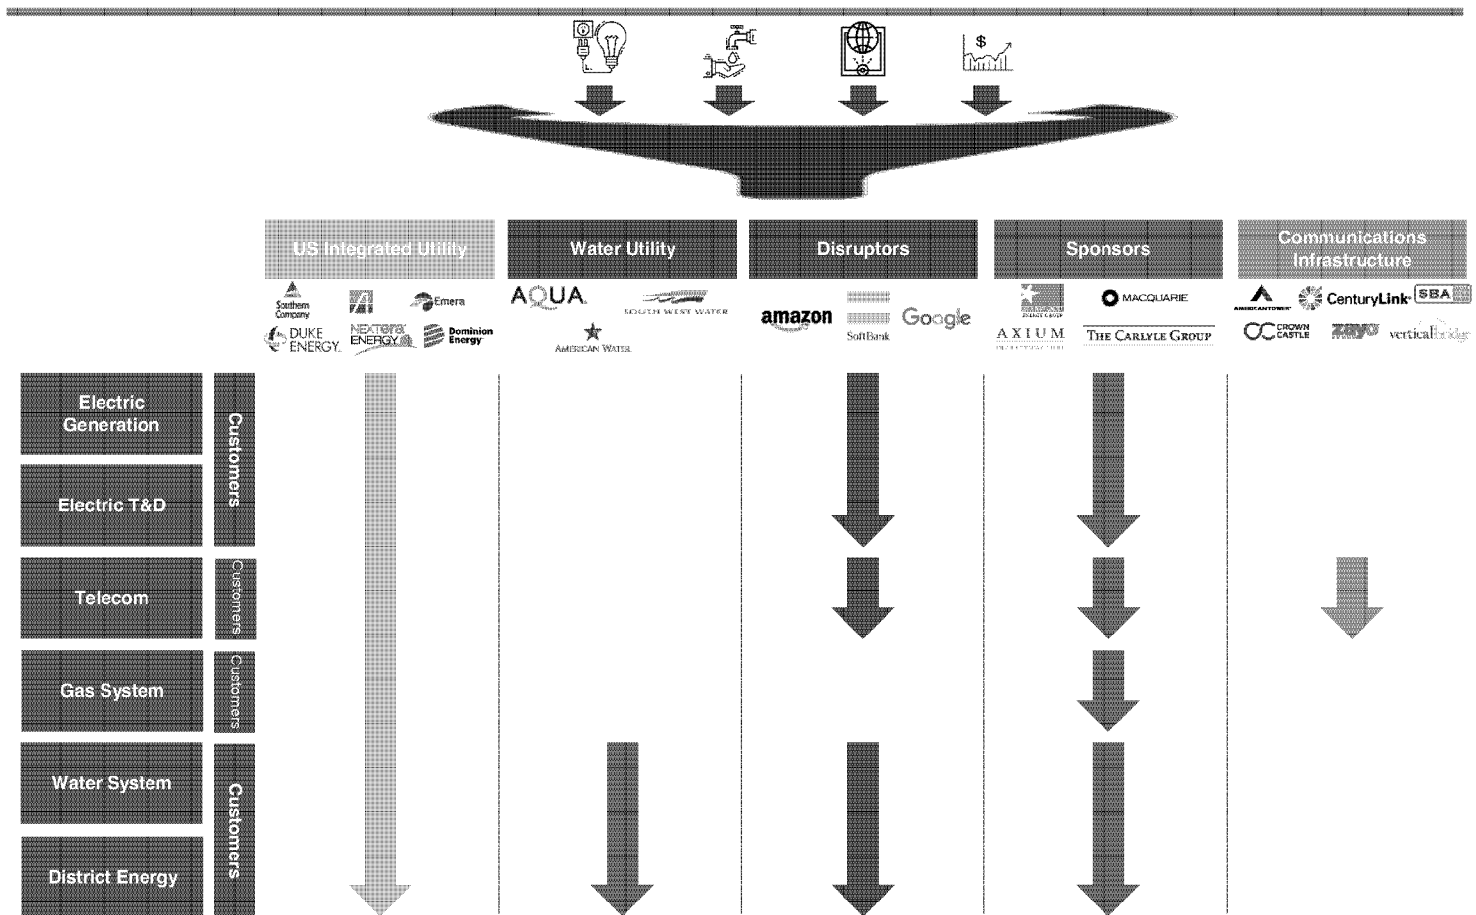 $
US Integrated Utility
Water Utility
Disruptors
Sponsors
Communications
Infrastructure
Southern
Company
Emera
DUKE
ENERGY
NEXTera
ENERGY
Dominion
Energy
AQUA
SOUTH WEST WATER
AMERICAN WATER
amazon
SoftBank
Google
MACQUARIE
AXIUM
THE CARLYLE GROUP
AMERICAN TOWER
CenturyLink
SBA
CROWN
CASTLE
zayo
verticalbridge
Electric
Generation
Customers
Electric T&D
Telecom
Customers
Gas System
Customers
Water System
Customers
District Energy